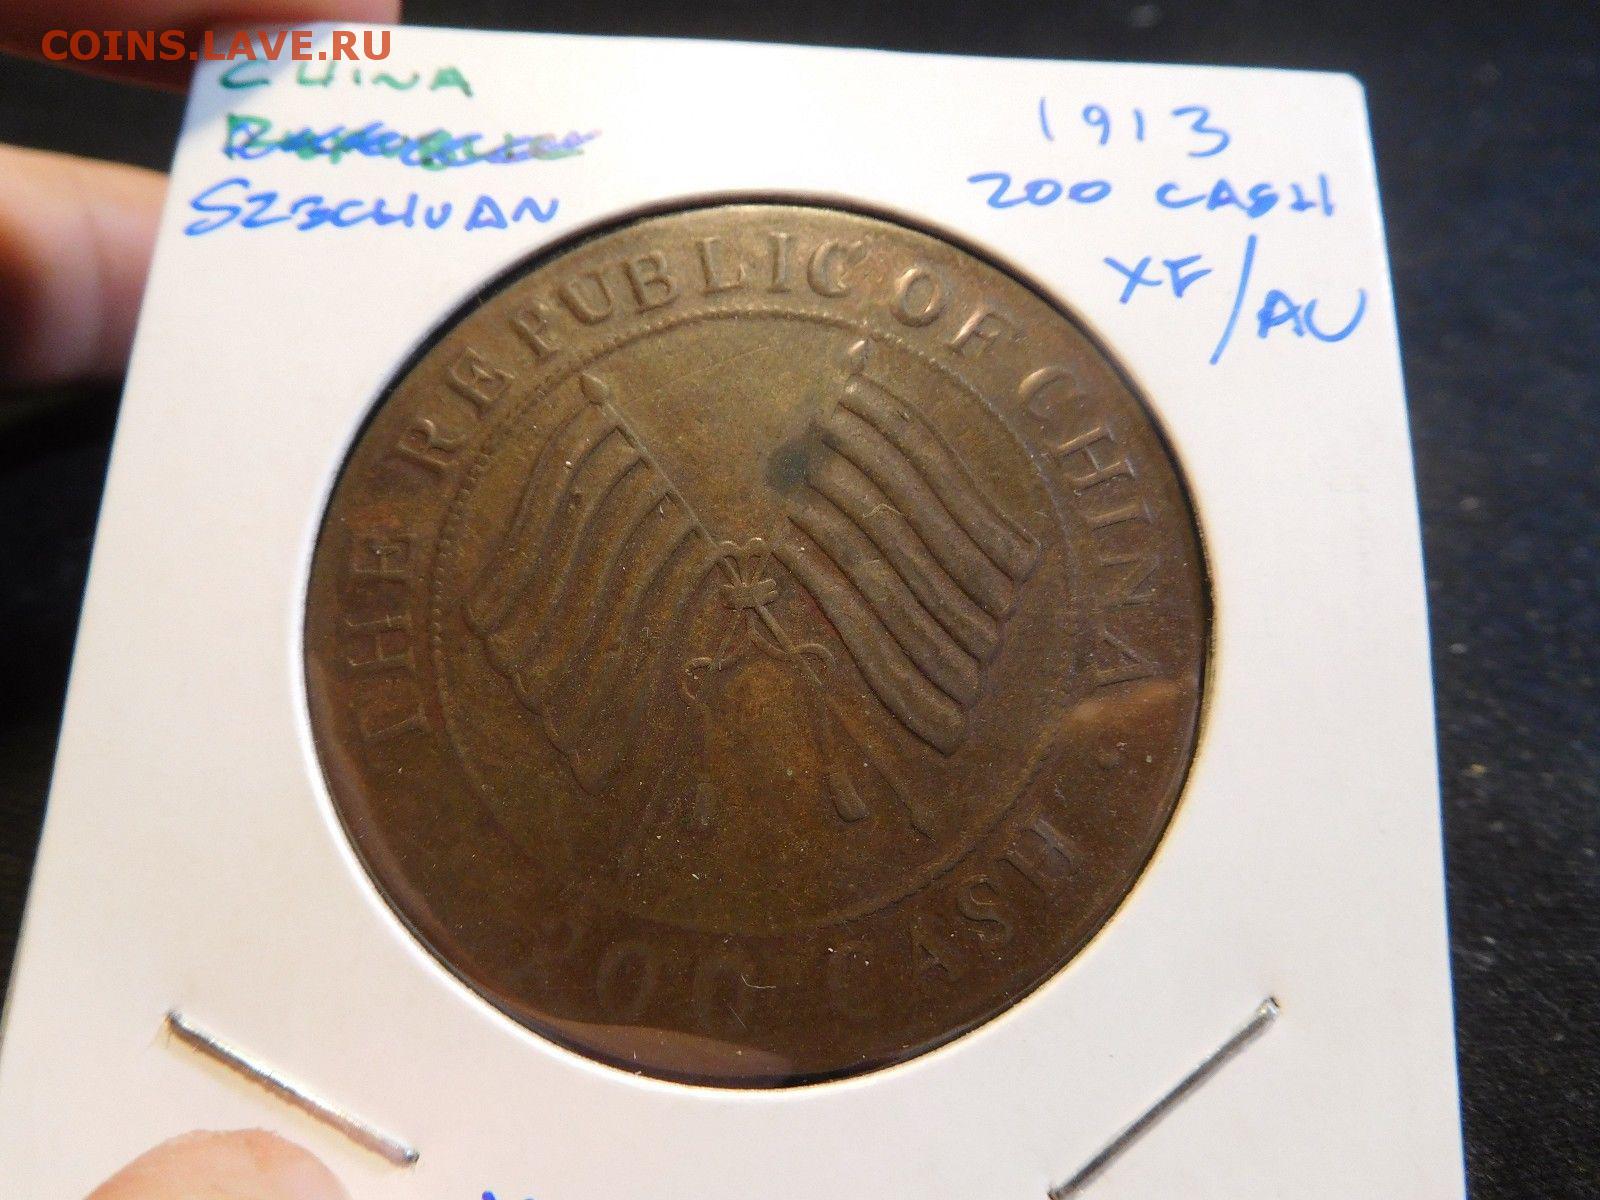 COINS.LAVE.RU
CHINA
SZECHUAN
1913
200 CASH
XF/AU
THE REPUBLIC OF CHINA
200 CASH